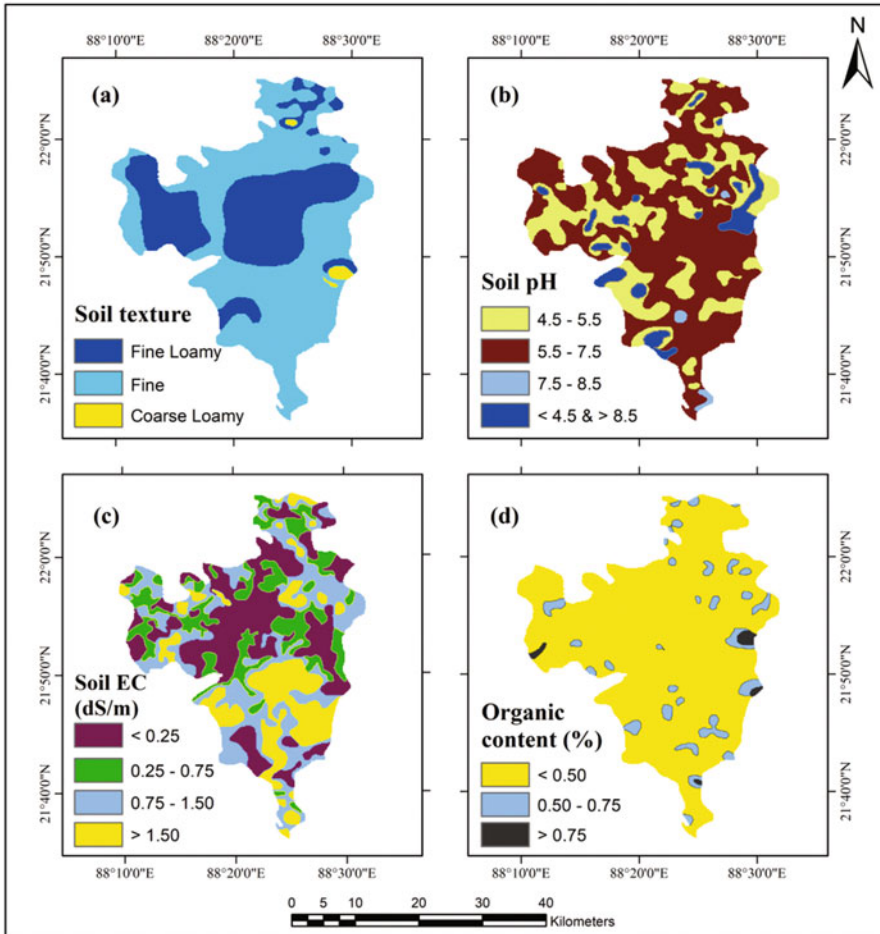 88°10'0"E 88°20'0"E 88°30'0"E
88°10'0"E 88°20'0"E 88°30'0"E
N
(a)
22°0'0"N
21°50'0"N
21°40'0"N
Soil texture
Fine Loamy
Fine
Coarse Loamy
(b)
22°0'0"N
21°50'0"N
21°40'0"N
Soil pH
4.5 - 5.5
5.5 - 7.5
7.5 - 8.5
< 4.5 & > 8.5
(c)
22°0'0"N
21°50'0"N
21°40'0"N
Soil EC
(dS/m)
< 0.25
0.25 - 0.75
0.75 - 1.50
> 1.50
(d)
22°0'0"N
21°50'0"N
21°40'0"N
Organic
content (%)
< 0.50
0.50 - 0.75
> 0.75
88°10'0"E 88°20'0"E 88°30'0"E
88°10'0"E 88°20'0"E 88°30'0"E
0 5 10 20 30 40
Kilometers